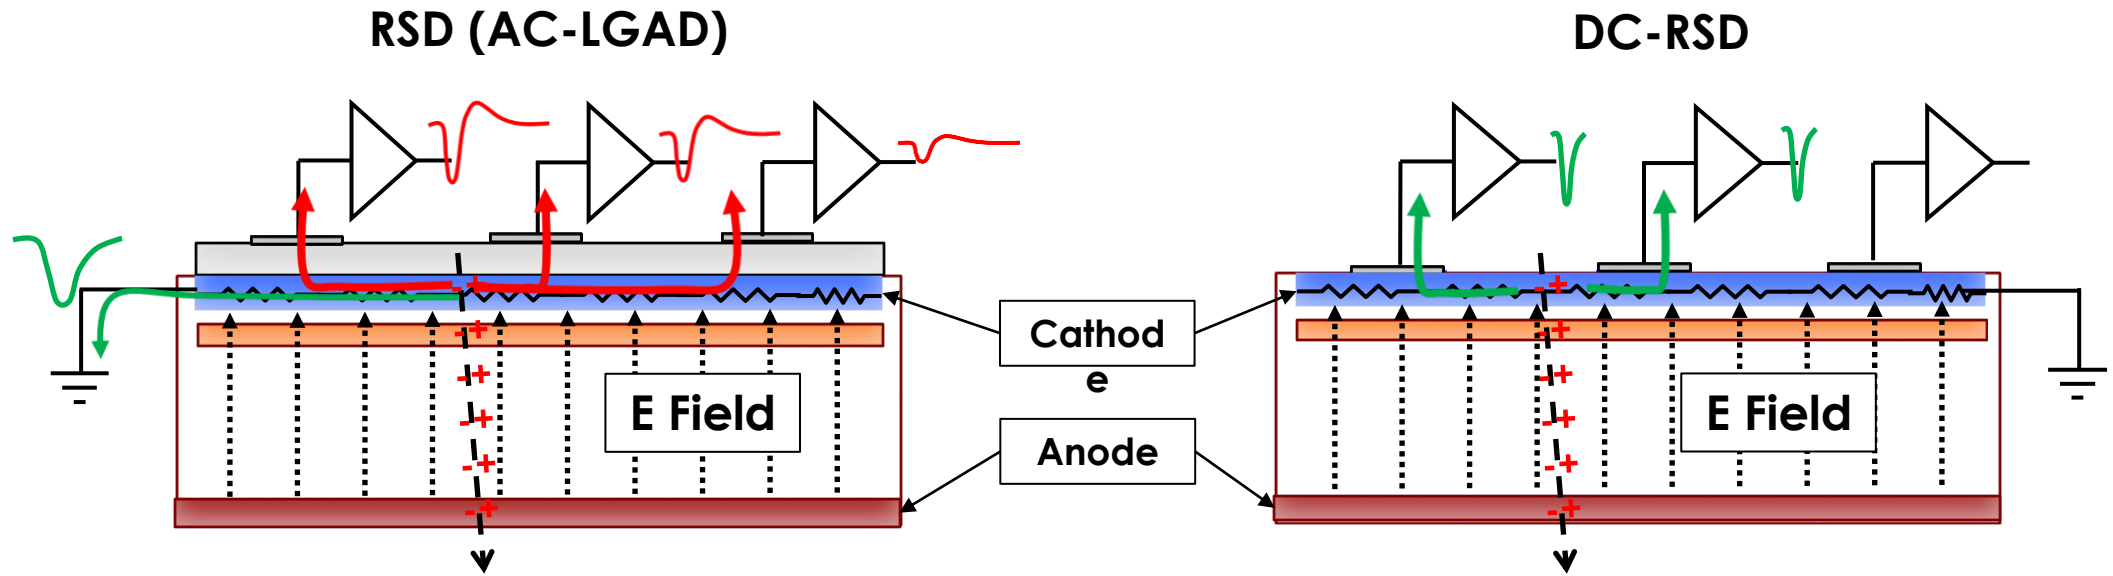 RSD (AC-LGAD)
DC-RSD
Cathod
e
E Field
E Field
Anode